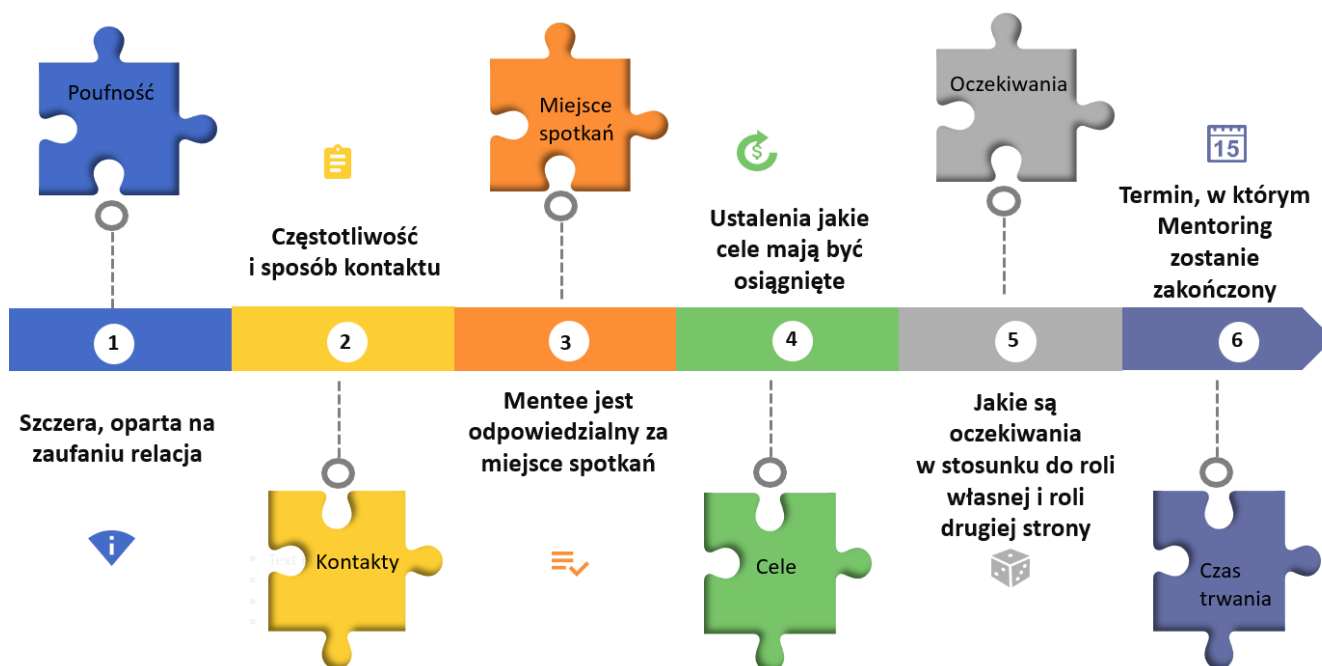 Poufność
1
Szczera, oparta na
zaufaniu relacja
Częstotliwość
i sposób kontaktu
2
Text
Kontakty
Miejsce
spotkań
3
Mentee jest
odpowiedzialny za
miejsce spotkań
$
Ustalenia jakie
cele mają być
osiągnięte
4
Cele
Oczekiwania
5
Jakie są
oczekiwania
w stosunku do roli
własnej i roli
drugiej strony
15
Termin, w którym
Mentoring
zostanie
zakończony
6
Czas
trwania